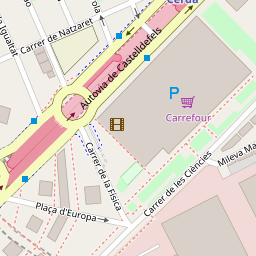 Cerdà
Carrer de Natzaret
Igualtat
Autovia de Castelldefels
P
Carrefour
Carrer de la Física
Carrer de les Ciències
Mileva Ma
Plaça d'Europa